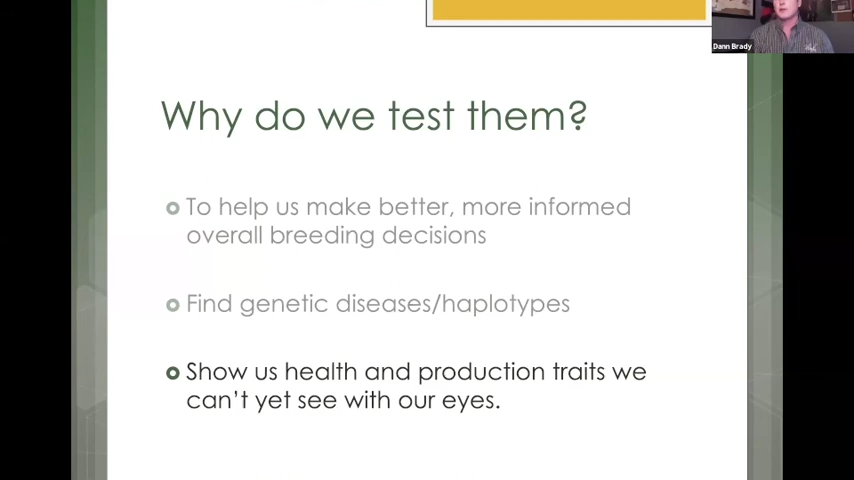 Dann Brady
Why do we test them?
To help us make better, more informed
overall breeding decisions
Find genetic diseases/haplotypes
Show us health and production traits we
can't yet see with our eyes.